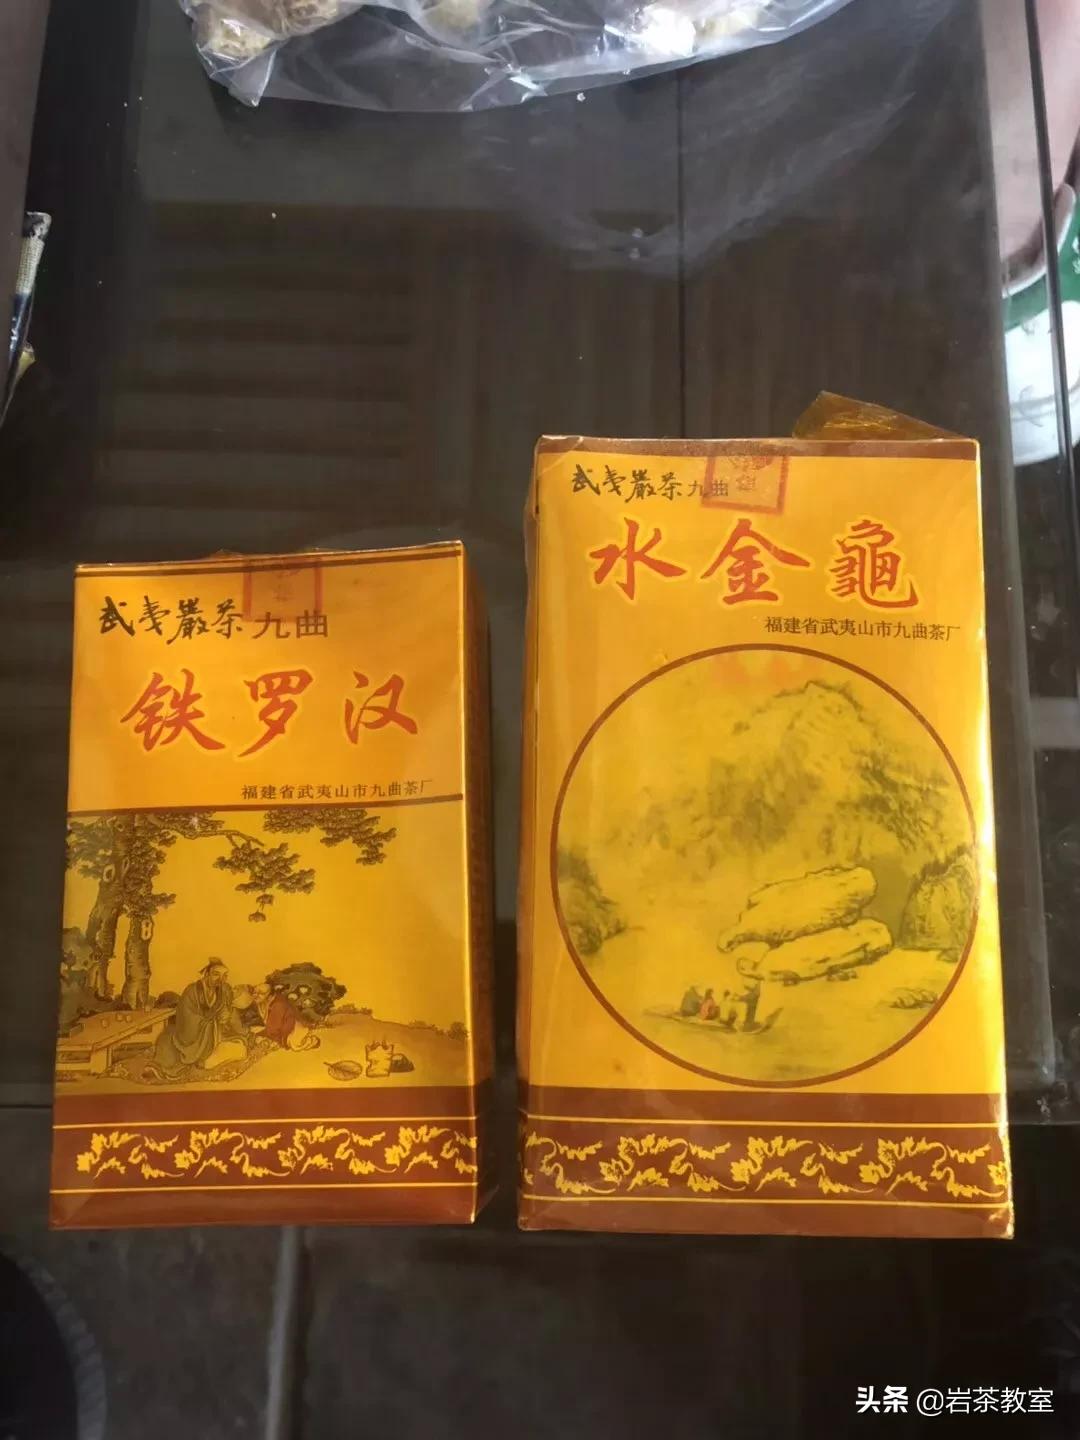 武夷巖茶九曲
铁罗汉
福建省武夷山市九曲茶厂
武夷巖茶九曲
水金龜
福建省武夷山市九曲茶厂
头条 @岩茶教室